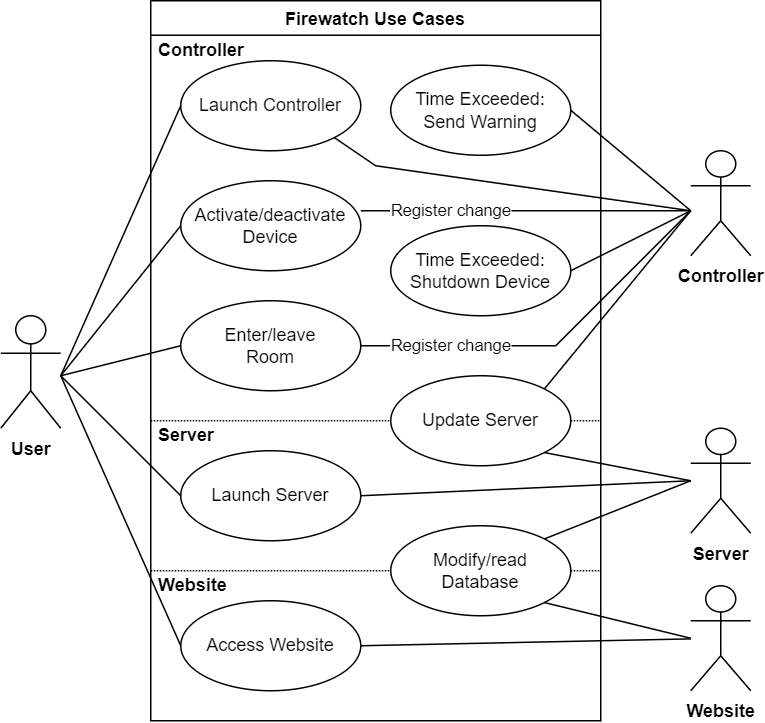 Firewatch Use Cases
Controller
Launch Controller
Time Exceeded:
Send Warning
Activate/deactivate
Device
Register change
Time Exceeded:
Shutdown Device
Controller
Enter/leave
Room
Register change
User
Update Server
Server
Launch Server
Server
Modify/read
Database
Website
Access Website
Website